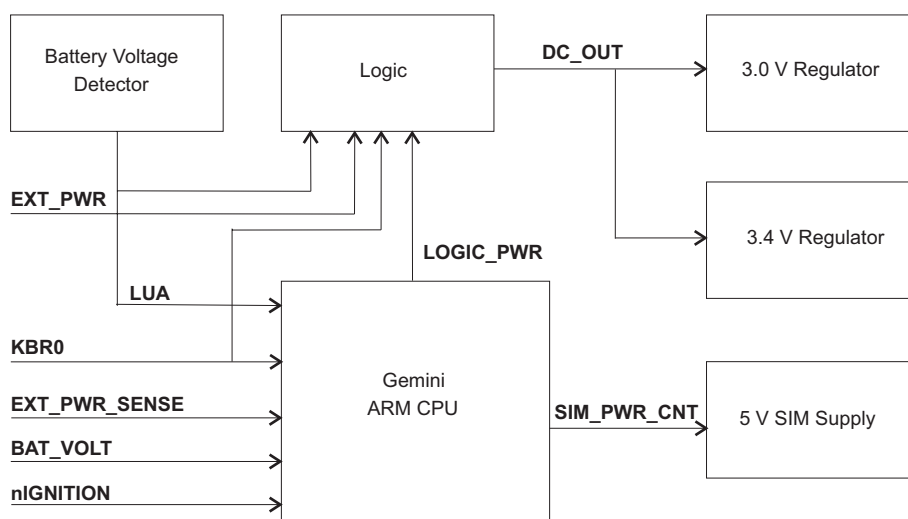 Battery Voltage
Detector
Logic
DC_OUT
3.0 V Regulator
EXT_PWR
3.4 V Regulator
LOGIC_PWR
LUA
KBR0
Gemini
ARM CPU
EXT_PWR_SENSE
SIM_PWR_CNT
5 V SIM Supply
BAT_VOLT
nIGNITION